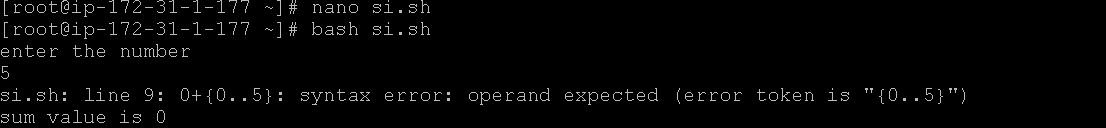 [root@ip-172-31-1-177 ~]# nano si.sh
[root@ip-172-31-1-177 ~]# bash si.sh
enter the number
5
si.sh: line 9: 0+{0..5}: syntax error: operand expected (error token is "{0..5}")
sum value is 0